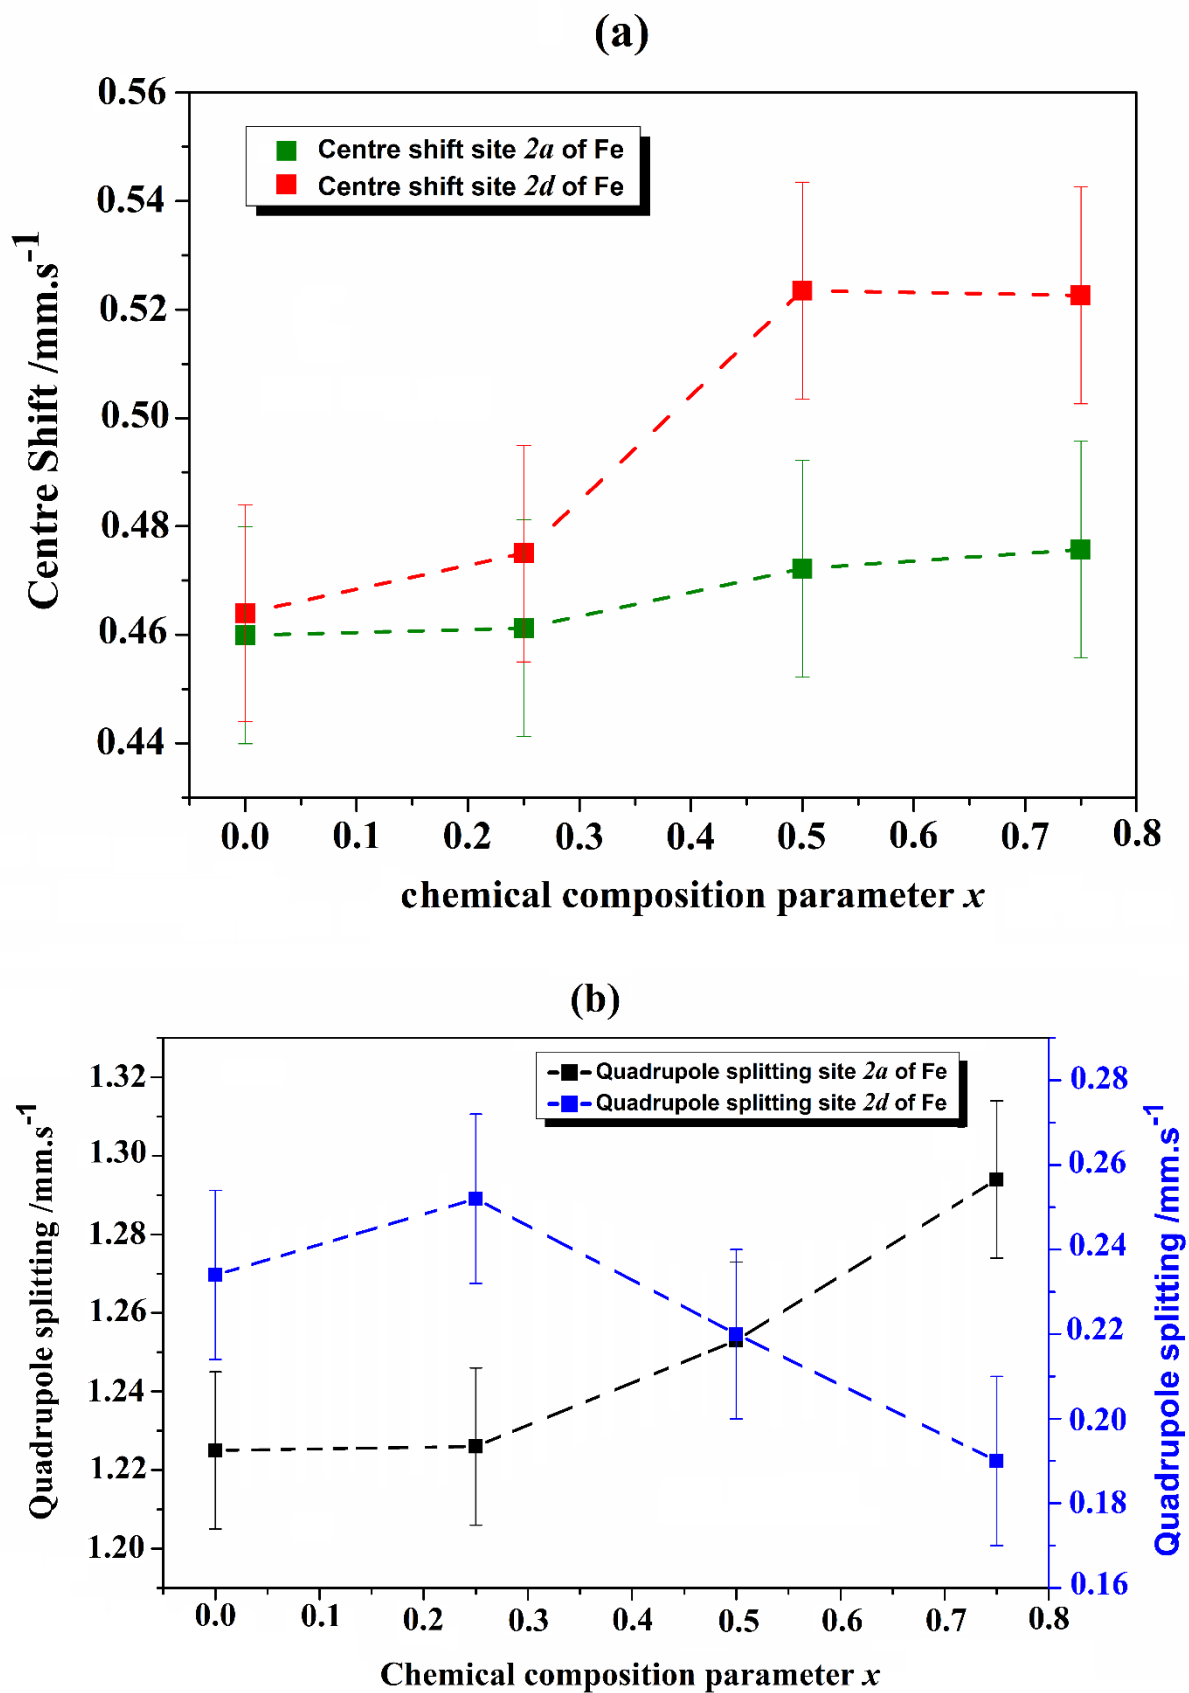 (a)
0.56
0.54
0.52
0.50
0.48
0.46
0.44
Centre Shift /mm.s-1
Centre shift site 2a of Fe
Centre shift site 2d of Fe
0.0 0.1 0.2 0.3 0.4 0.5 0.6 0.7 0.8
chemical composition parameter x
(b)
1.32
1.30
1.28
1.26
1.24
1.22
1.20
Quadrupole splitting /mm.s-1
Quadrupole splitting site 2a of Fe
Quadrupole splitting site 2d of Fe
0.28
0.26
0.24
0.22
0.20
0.18
0.16
Quadrupole splitting /mm.s-1
0.0 0.1 0.2 0.3 0.4 0.5 0.6 0.7 0.8
Chemical composition parameter x